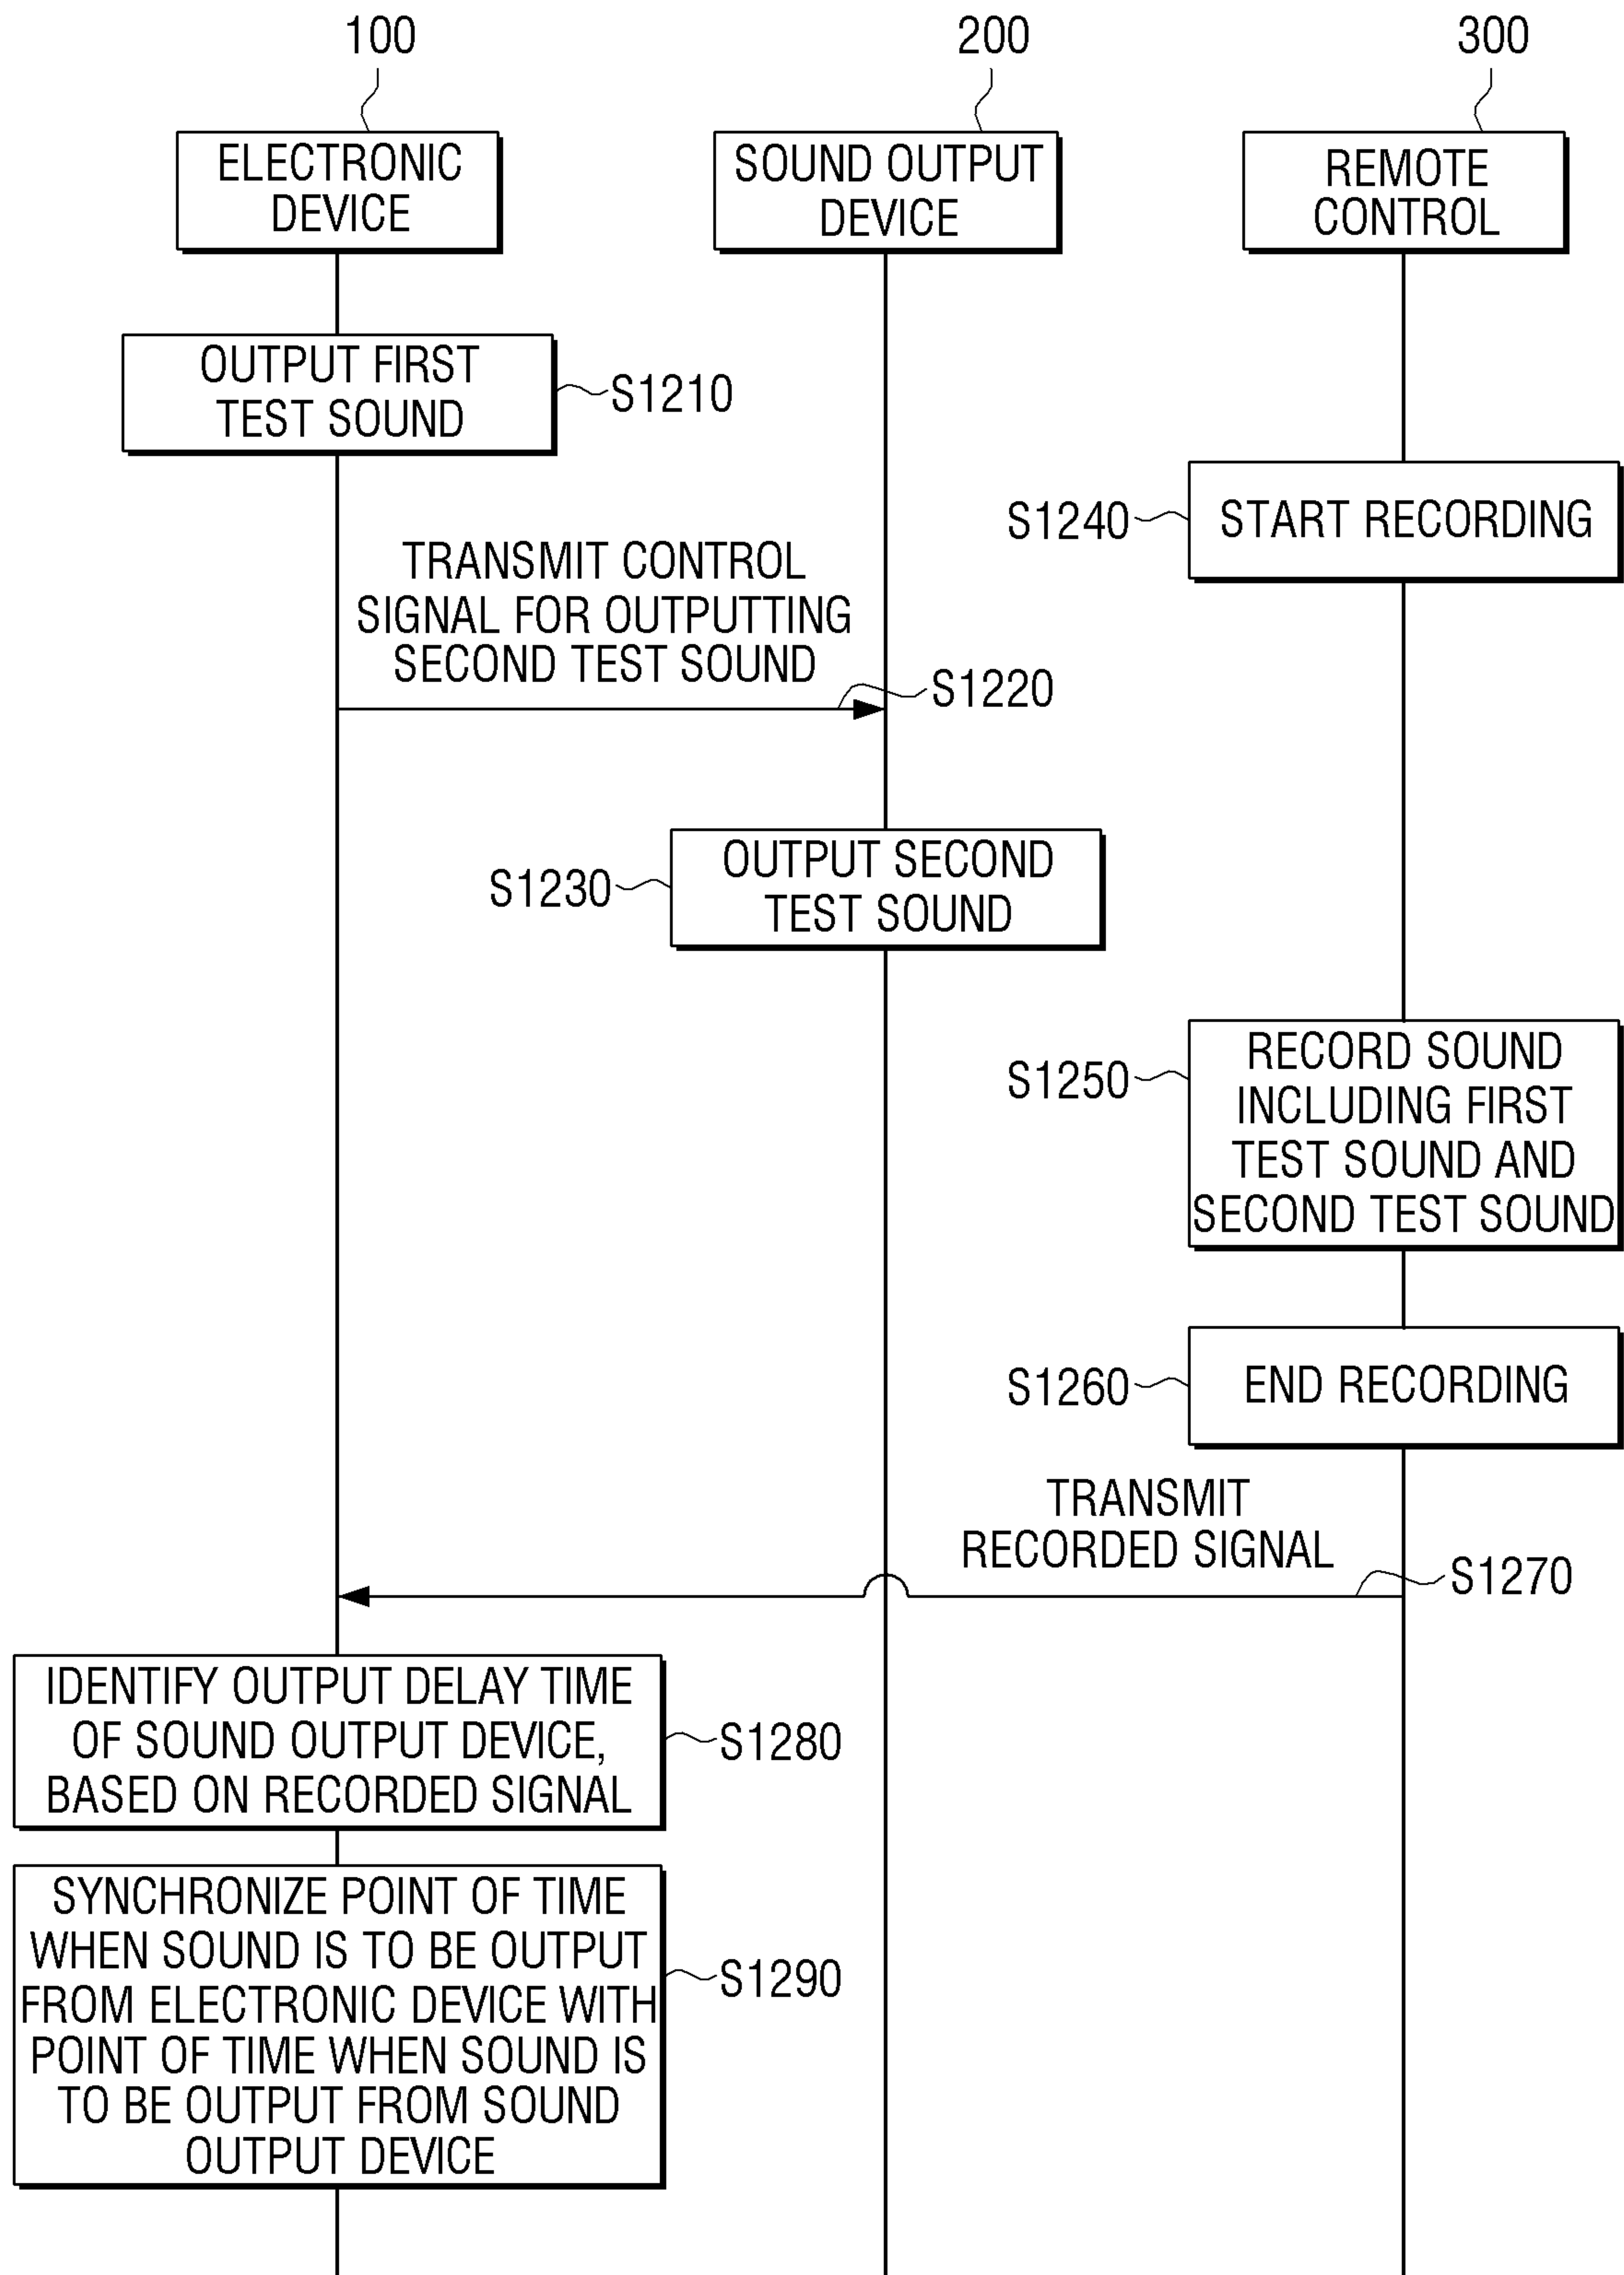 100
200
300
ELECTRONIC
DEVICE
SOUND OUTPUT
DEVICE
REMOTE
CONTROL
OUTPUT FIRST
TEST SOUND
S1210
S1240
START RECORDING
TRANSMIT CONTROL
SIGNAL FOR OUTPUTTING
SECOND TEST SOUND
S1220
S1230
OUTPUT SECOND
TEST SOUND
S1250
RECORD SOUND
INCLUDING FIRST
TEST SOUND AND
SECOND TEST SOUND
S1260
END RECORDING
TRANSMIT
RECORDED SIGNAL
S1270
IDENTIFY OUTPUT DELAY TIME
OF SOUND OUTPUT DEVICE,
BASED ON RECORDED SIGNAL
S1280
SYNCHRONIZE POINT OF TIME
WHEN SOUND IS TO BE OUTPUT
FROM ELECTRONIC DEVICE WITH
POINT OF TIME WHEN SOUND IS
TO BE OUTPUT FROM SOUND
OUTPUT DEVICE
S1290